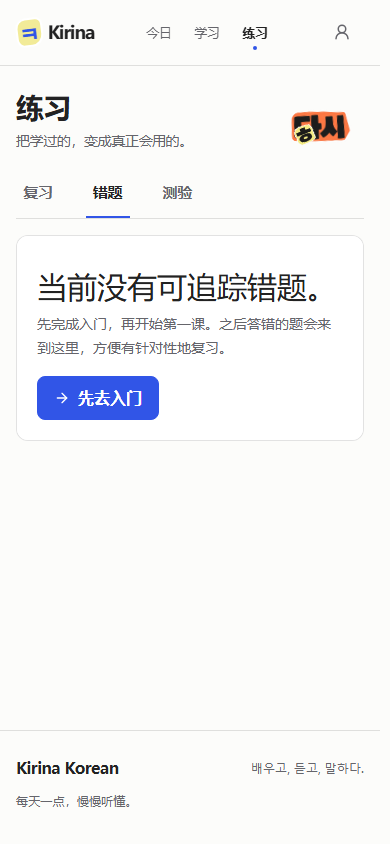 ㅋ Kirina
今日 学习 练习
练习
把学过的，变成真正会用的。
다시
复习 错题 测验
当前没有可追踪错题。
先完成入门，再开始第一课。之后答错的题会来
到这里，方便有针对性地复习。
→ 先去入门
Kirina Korean
배우고, 듣고, 말하다.
每天一点，慢慢听懂。